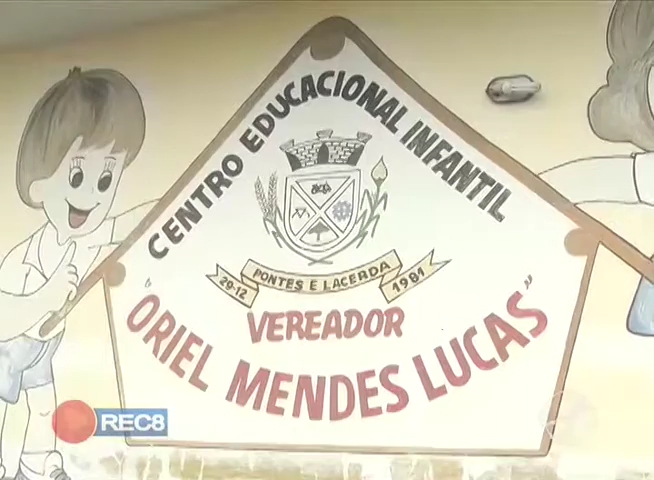 CENTRO EDUCACIONAL INFANTIL
29-12 PONTES E LACERDA 1981
VEREADOR
"ORIEL MENDES LUCAS"
REC8